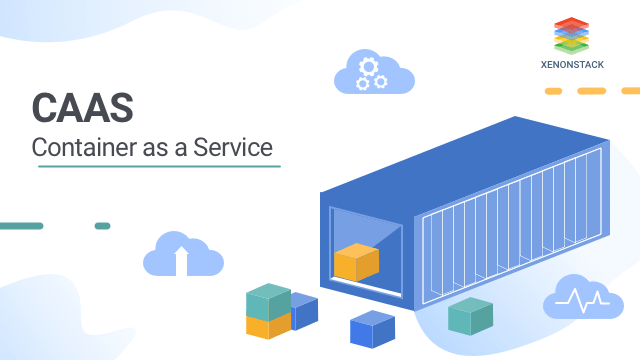 XENONSTACK
CAAS
Container as a Service